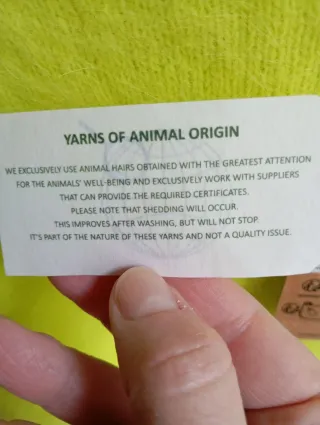 YARNS OF ANIMAL ORIGIN
WE EXCLUSIVELY USE ANIMAL HAIRS OBTAINED WITH THE GREATEST ATTENTION
FOR THE ANIMALS' WELL-BEING AND EXCLUSIVELY WORK WITH SUPPLIERS
THAT CAN PROVIDE THE REQUIRED CERTIFICATES.
PLEASE NOTE THAT SHEDDING WILL OCCUR.
THIS IMPROVES AFTER WASHING, BUT WILL NOT STOP.
IT'S PART OF THE NATURE OF THESE YARNS AND NOT A QUALITY ISSUE.